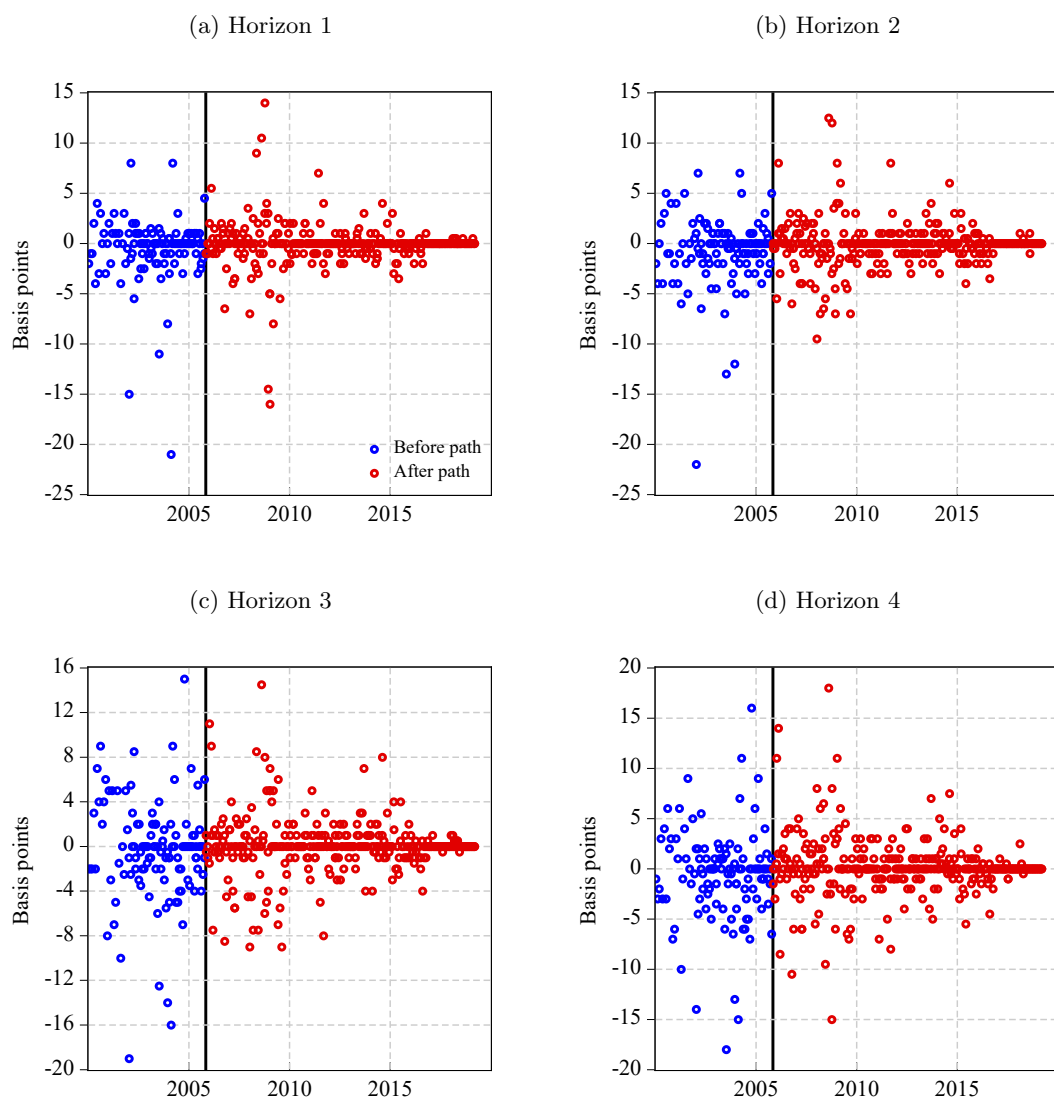 (a) Horizon 1
(b) Horizon 2
Basis points
15
10
5
0
-5
-10
-15
-20
-25
2005 2010 2015
Before path
After path
Basis points
15
10
5
0
-5
-10
-15
-20
-25
2005 2010 2015
(c) Horizon 3
(d) Horizon 4
Basis points
16
12
8
4
0
-4
-8
-12
-16
-20
2005 2010 2015
Basis points
20
15
10
5
0
-5
-10
-15
-20
2005 2010 2015